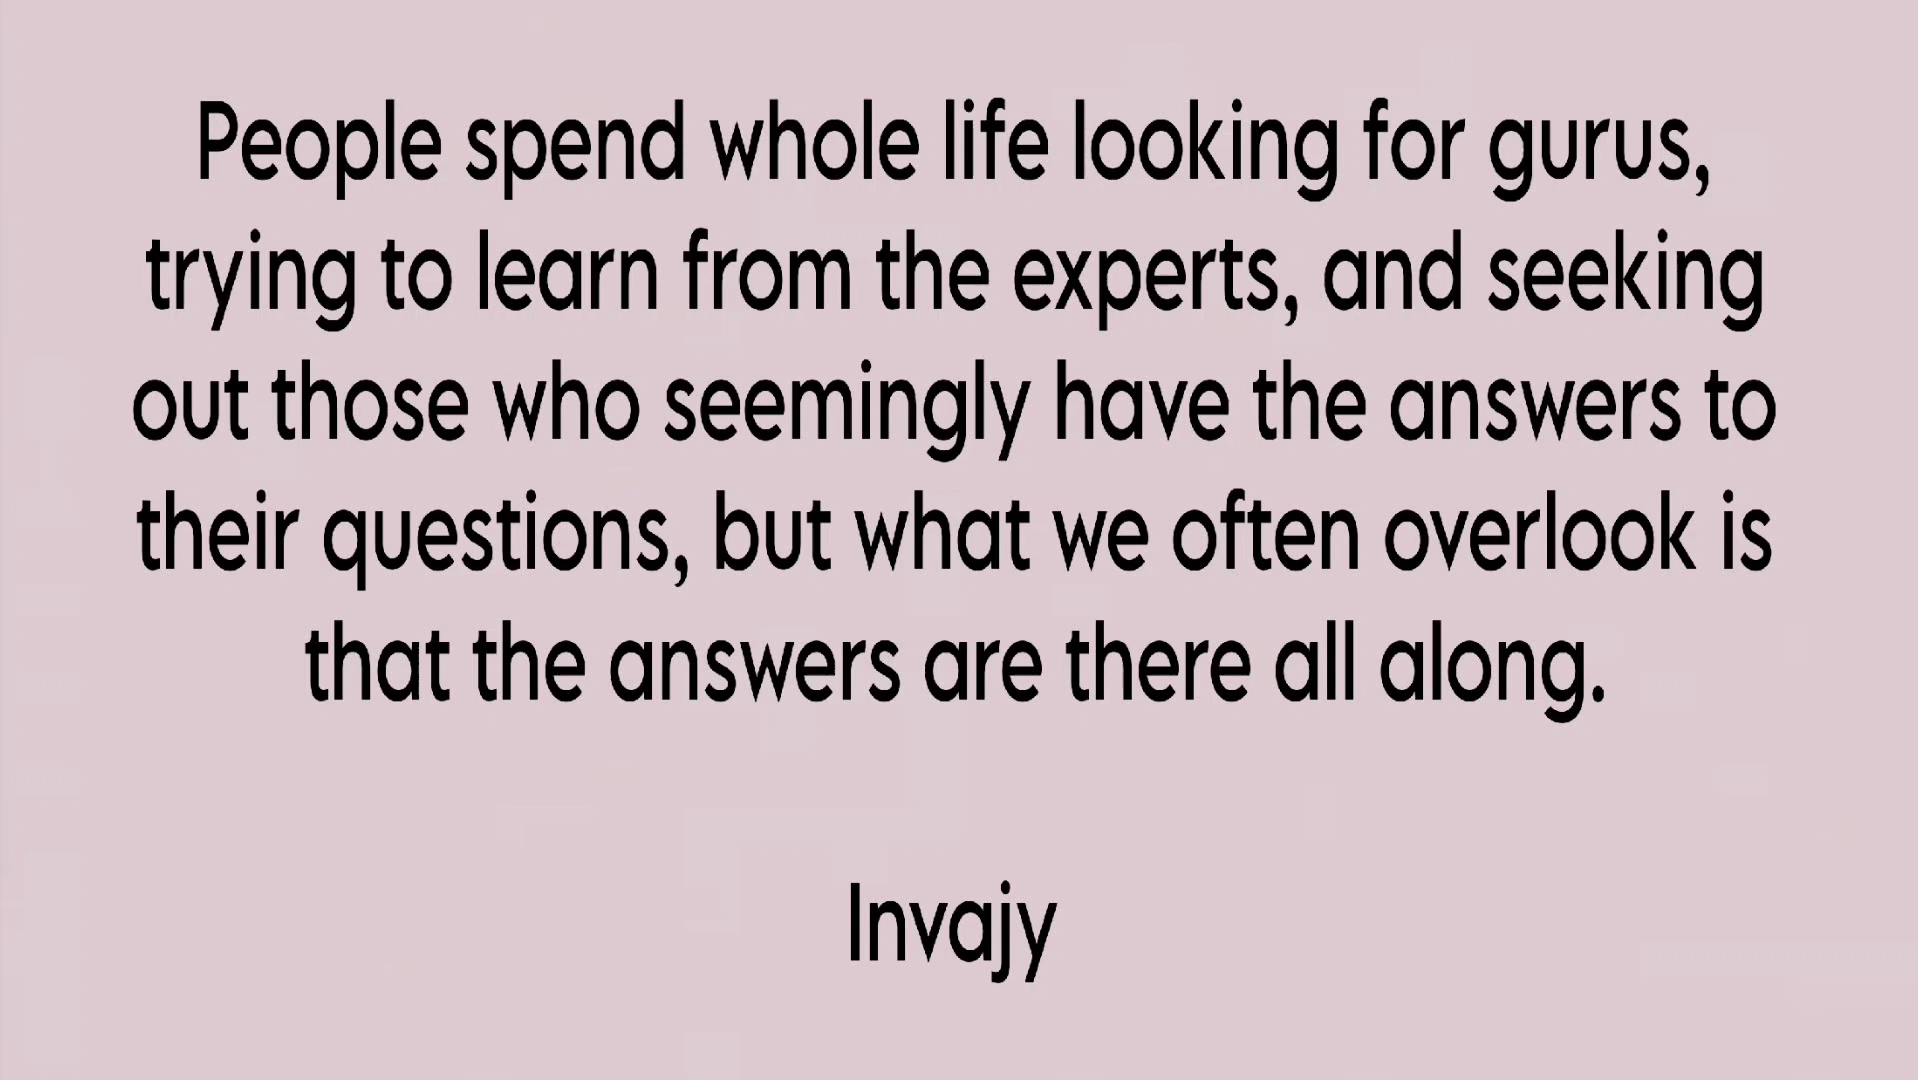 People spend whole life looking for gurus,
trying to learn from the experts, and seeking
out those who seemingly have the answers to
their questions, but what we often overlook is
that the answers are there all along.
Invajy